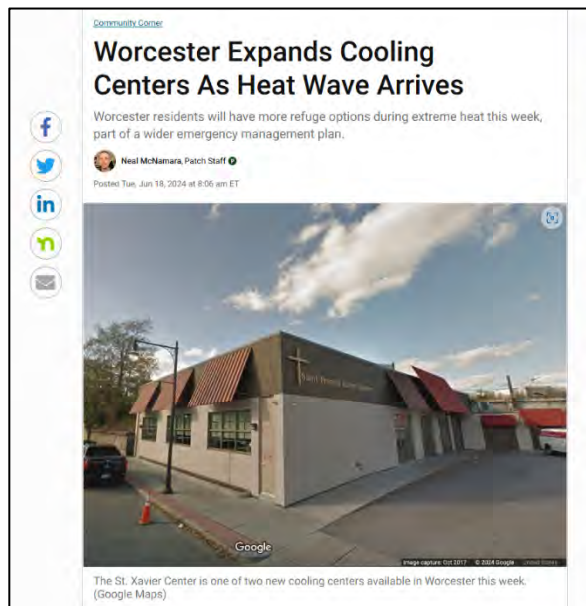 Community Corner
Worcester Expands Cooling
Centers As Heat Wave Arrives
Worcester residents will have more refuge options during extreme heat this week,
part of a wider emergency management plan.
Neal McNamara, Patch Staff
Posted Tue, Jun 18, 2024 at 8:06 am ET
Google
Image capture: Oct 2017 © 2024 Google United States
The St. Xavier Center is one of two new cooling centers available in Worcester this week.
(Google Maps)